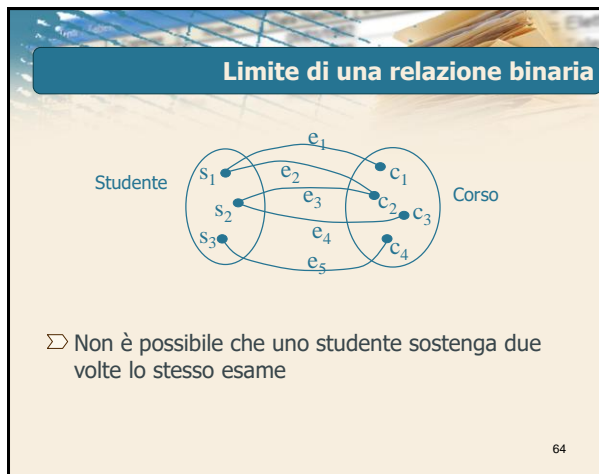 Limite di una relazione binaria
e1
Studente
s1
e2
c1
s2
e3
c2
c3
Corso
s3
e4
c4
e5
Non è possibile che uno studente sostenga due
volte lo stesso esame
64